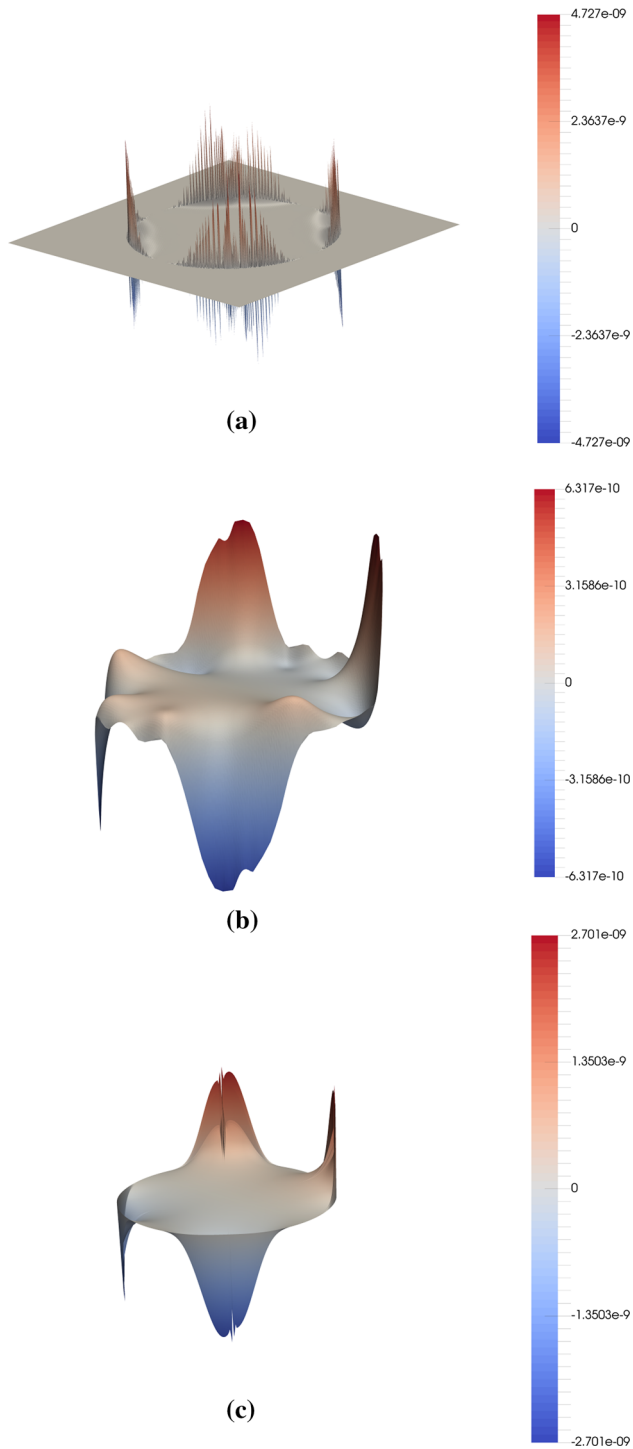 4.727e-09
2.3637e-9
0
-2.3637e-9
-4.727e-09
(a)
6.317e-10
3.1586e-10
0
-3.1586e-10
-6.317e-10
(b)
2.701e-09
1.3503e-9
0
-1.3503e-9
-2.701e-09
(c)